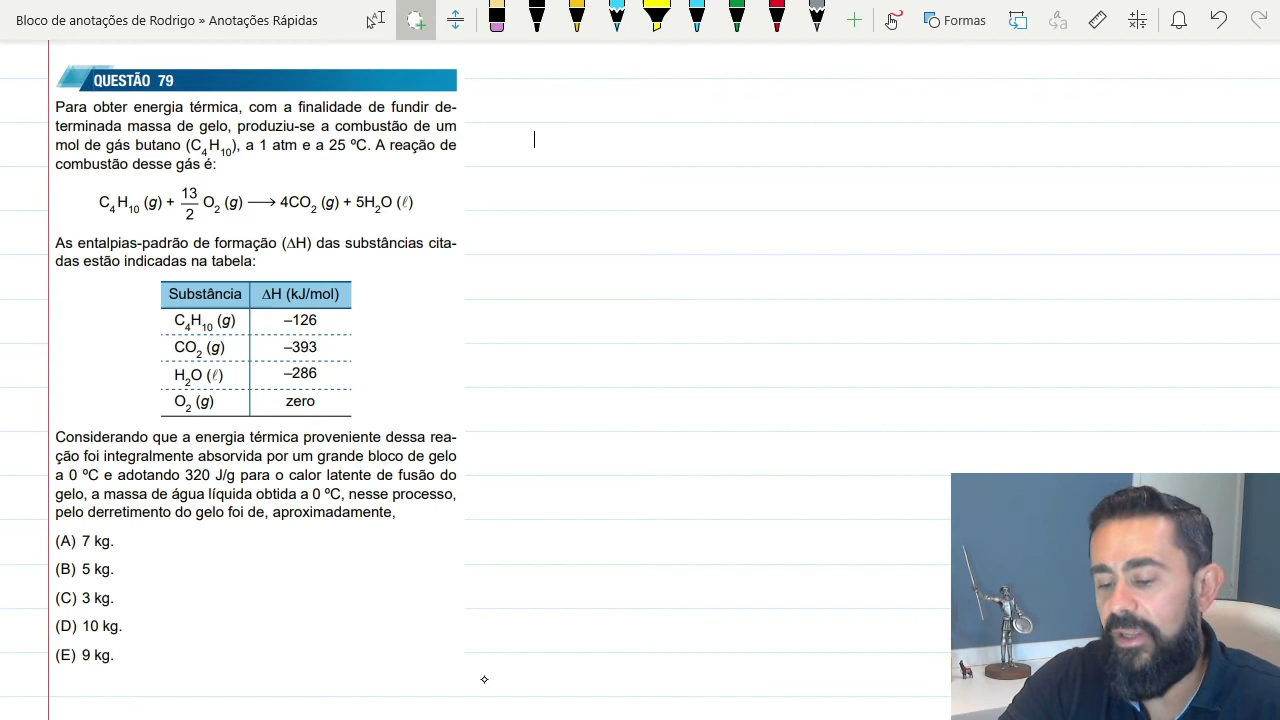 Bloco de anotações de Rodrigo » Anotações Rápidas
Formas
QUESTÃO 79
Para obter energia térmica, com a finalidade de fundir de-
terminada massa de gelo, produziu-se a combustão de um
mol de gás butano (C₄H₁₀), a 1 atm e a 25 ºC. A reação de
combustão desse gás é:
C₄H₁₀ (g) + 13/2 O₂ (g) ⟶ 4CO₂ (g) + 5H₂O (ℓ)
As entalpias-padrão de formação (ΔH) das substâncias cita-
das estão indicadas na tabela:
Substância ΔH (kJ/mol)
C₄H₁₀ (g) –126
CO₂ (g) –393
H₂O (ℓ) –286
O₂ (g) zero
Considerando que a energia térmica proveniente dessa rea-
ção foi integralmente absorvida por um grande bloco de gelo
a 0 ºC e adotando 320 J/g para o calor latente de fusão do
gelo, a massa de água líquida obtida a 0 ºC, nesse processo,
pelo derretimento do gelo foi de, aproximadamente,
(A) 7 kg.
(B) 5 kg.
(C) 3 kg.
(D) 10 kg.
(E) 9 kg.